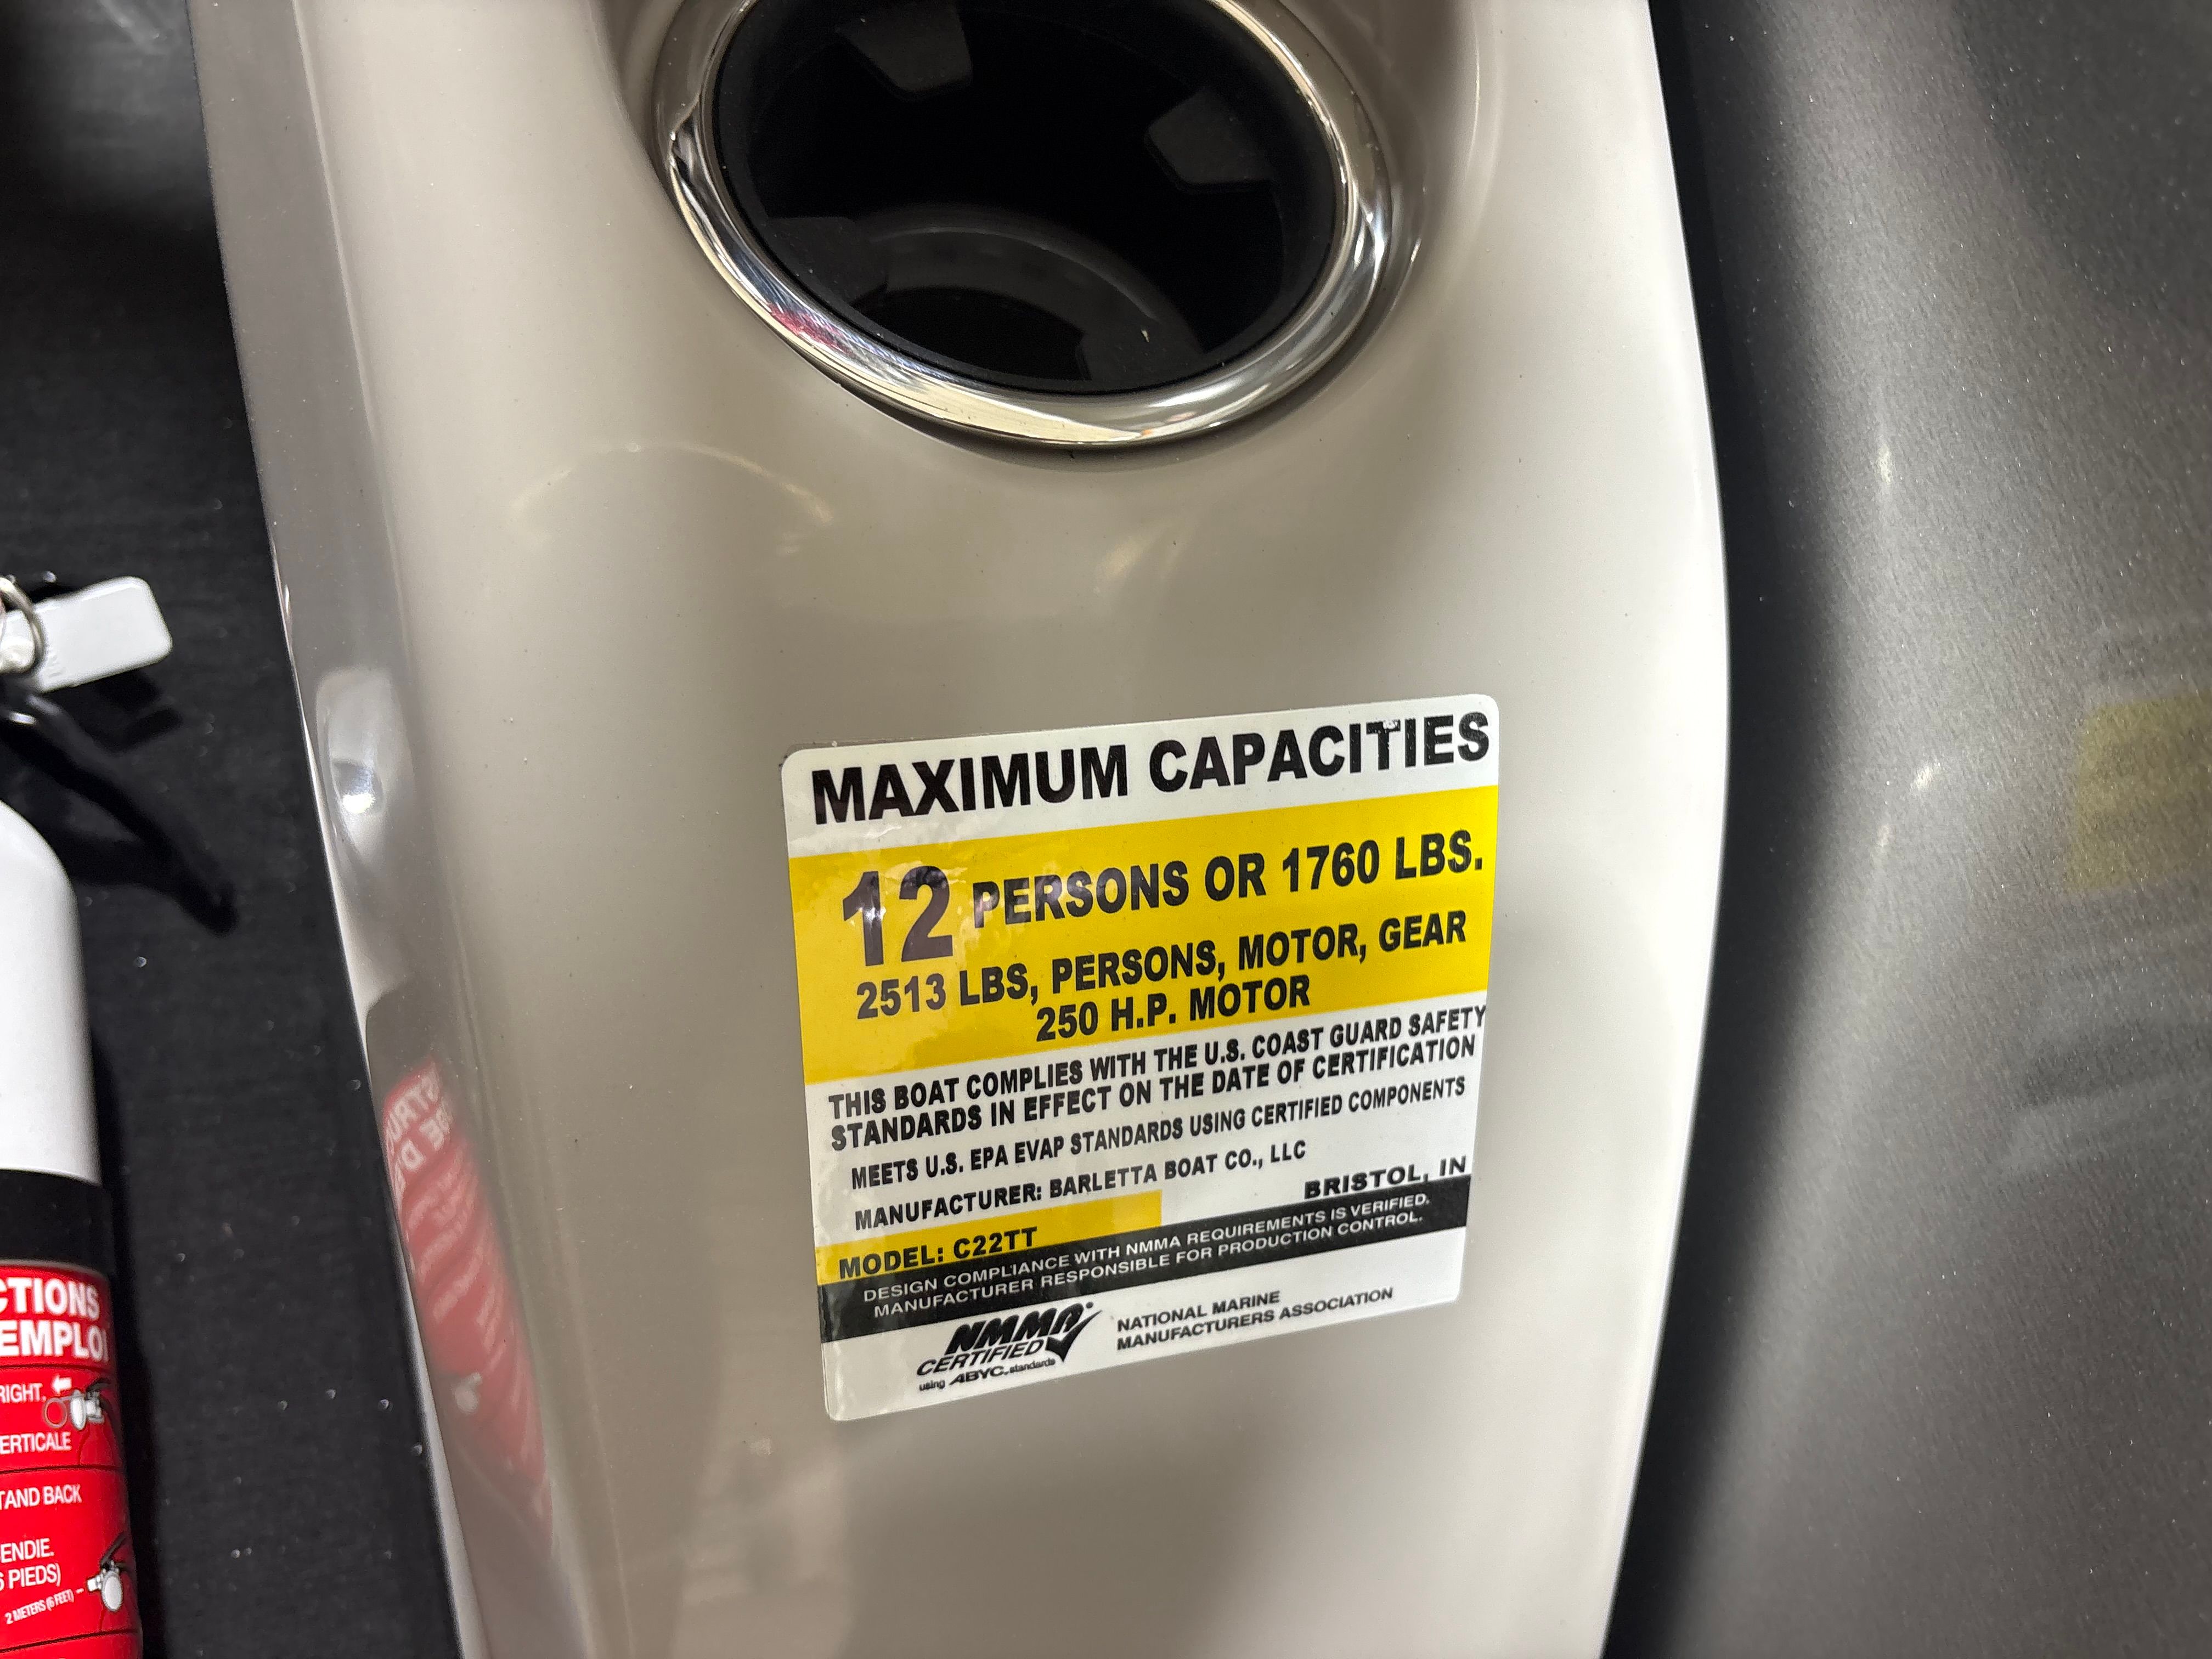 MAXIMUM CAPACITIES
12 PERSONS OR 1760 LBS.
2513 LBS, PERSONS, MOTOR, GEAR
250 H.P. MOTOR
THIS BOAT COMPLIES WITH THE U.S. COAST GUARD SAFETY
STANDARDS IN EFFECT ON THE DATE OF CERTIFICATION
MEETS U.S. EPA EVAP STANDARDS USING CERTIFIED COMPONENTS
MANUFACTURER: BARLETTA BOAT CO., LLC
BRISTOL, IN
MODEL: C22TT
DESIGN COMPLIANCE WITH NMMA REQUIREMENTS IS VERIFIED.
MANUFACTURER RESPONSIBLE FOR PRODUCTION CONTROL.
NMMA®
CERTIFIED
using ABYC standards
NATIONAL MARINE
MANUFACTURERS ASSOCIATION
CTIONS
EMPLOI
RIGHT.
ERTICALE
TAND BACK
ENDIE.
6 PIEDS)
2 METERS (6 FEET)